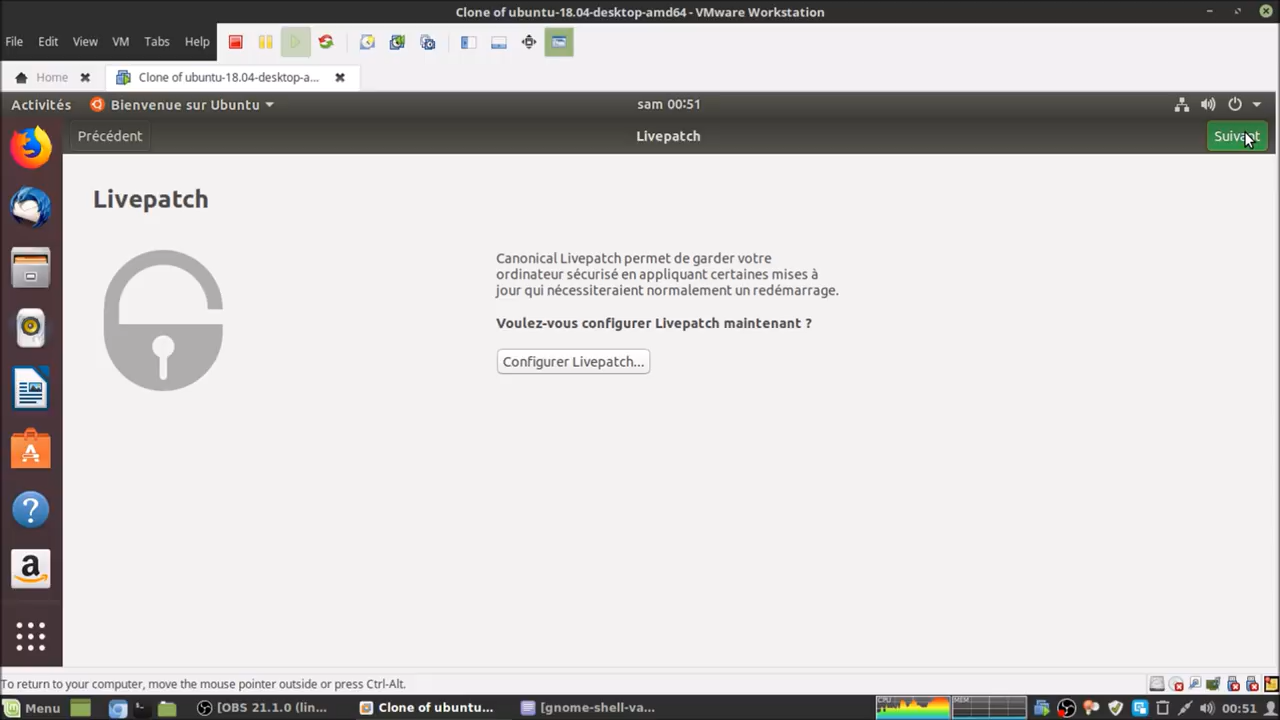 Clone of ubuntu-18.04-desktop-amd64 - VMware Workstation
File Edit View VM Tabs Help
Home Clone of ubuntu-18.04-desktop-a...
Activités Bienvenue sur Ubuntu sam 00:51
Précédent Livepatch Suivant
Livepatch
Canonical Livepatch permet de garder votre
ordinateur sécurisé en appliquant certaines mises à
jour qui nécessiteraient normalement un redémarrage.
Voulez-vous configurer Livepatch maintenant ?
Configurer Livepatch...
To return to your computer, move the mouse pointer outside or press Ctrl-Alt.
Menu [OBS 21.1.0 (lin... Clone of ubuntu... [gnome-shell-va... CPU MEM 00:51